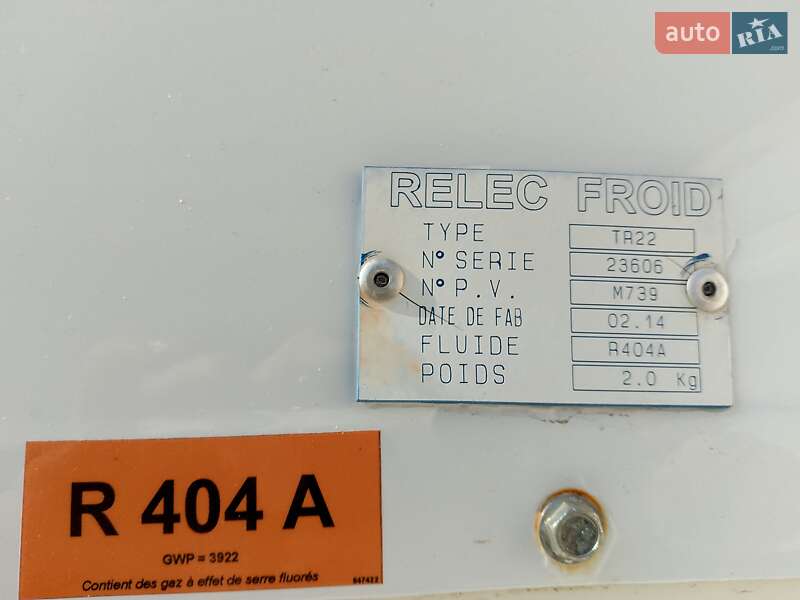 auto RIA.com
RELEC FROID
TYPE TR22
N° SERIE 23606
N° P.V. M739
DATE DE FAB 02.14
FLUIDE R404A
POIDS 2.0 Kg
R 404 A
GWP = 3922
Contient des gaz à effet de serre fluorés